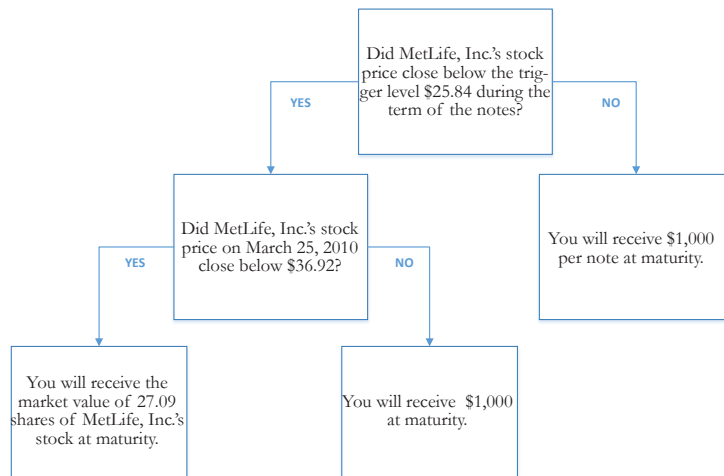 Did MetLife, Inc.'s stock
price close below the trig-
ger level $25.84 during the
term of the notes?
YES
NO
Did MetLife, Inc.'s stock
price on March 25, 2010
close below $36.92?
You will receive $1,000
per note at maturity.
YES
NO
You will receive the
market value of 27.09
shares of MetLife, Inc.'s
stock at maturity.
You will receive $1,000
at maturity.